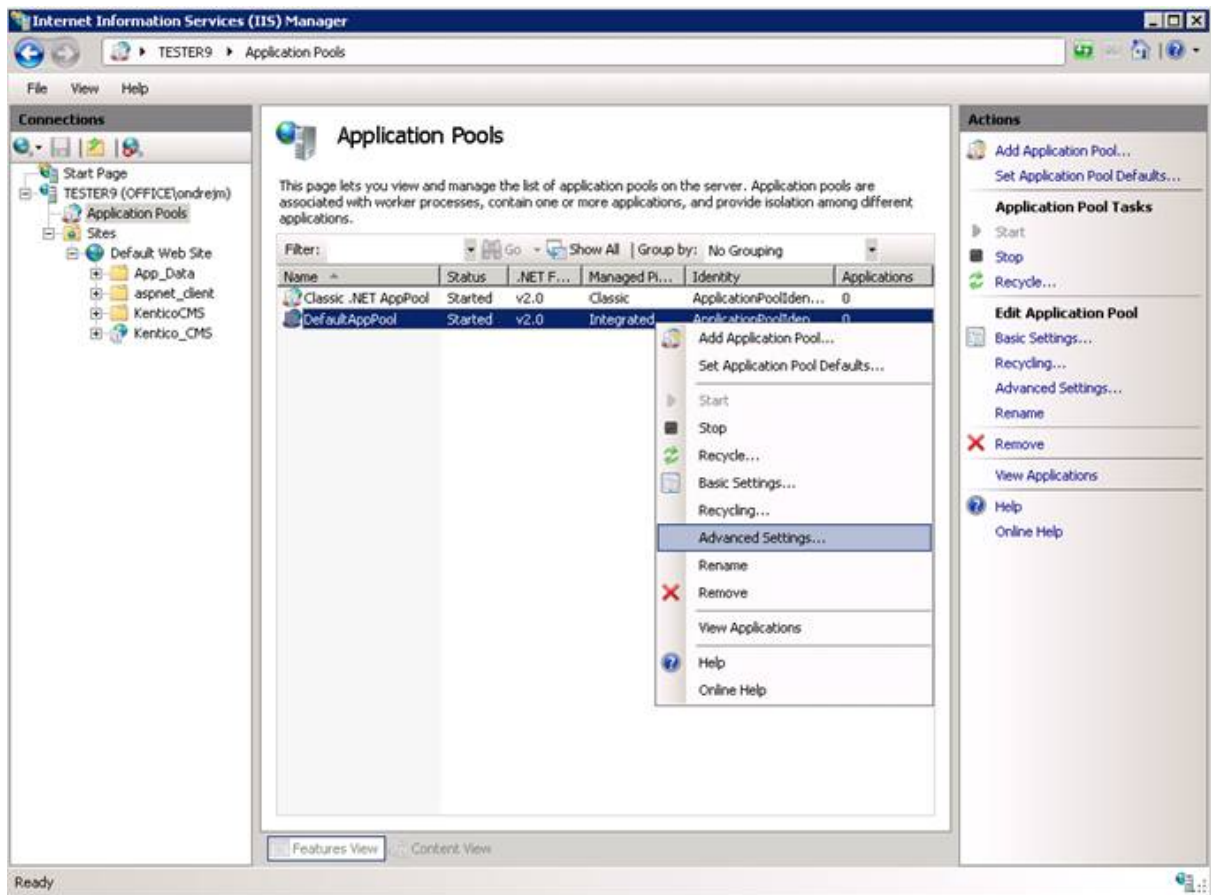 Internet Information Services (IIS) Manager
TESTER9 Application Pools
File View Help
Connections
Start Page
TESTER9 (OFFICE\ondrejm)
Application Pools
Sites
Default Web Site
App_Data
aspnet_client
KenticoCMS
Kentico_CMS
Application Pools
This page lets you view and manage the list of application pools on the server. Application pools are
associated with worker processes, contain one or more applications, and provide isolation among different
applications.
Filter: Go Show All Group by: No Grouping
Name Status .NET F... Managed Pi... Identity Applications
Classic .NET AppPool Started v2.0 Classic ApplicationPoolIden... 0
DefaultAppPool Started v2.0 Integrated ApplicationPoolIden... 0
Add Application Pool...
Set Application Pool Defaults...
Start
Stop
Recycle...
Basic Settings...
Recycling...
Advanced Settings...
Rename
Remove
View Applications
Help
Online Help
Features View Content View
Actions
Add Application Pool...
Set Application Pool Defaults...
Application Pool Tasks
Start
Stop
Recycle...
Edit Application Pool
Basic Settings...
Recycling...
Advanced Settings...
Rename
Remove
View Applications
Help
Online Help
Ready